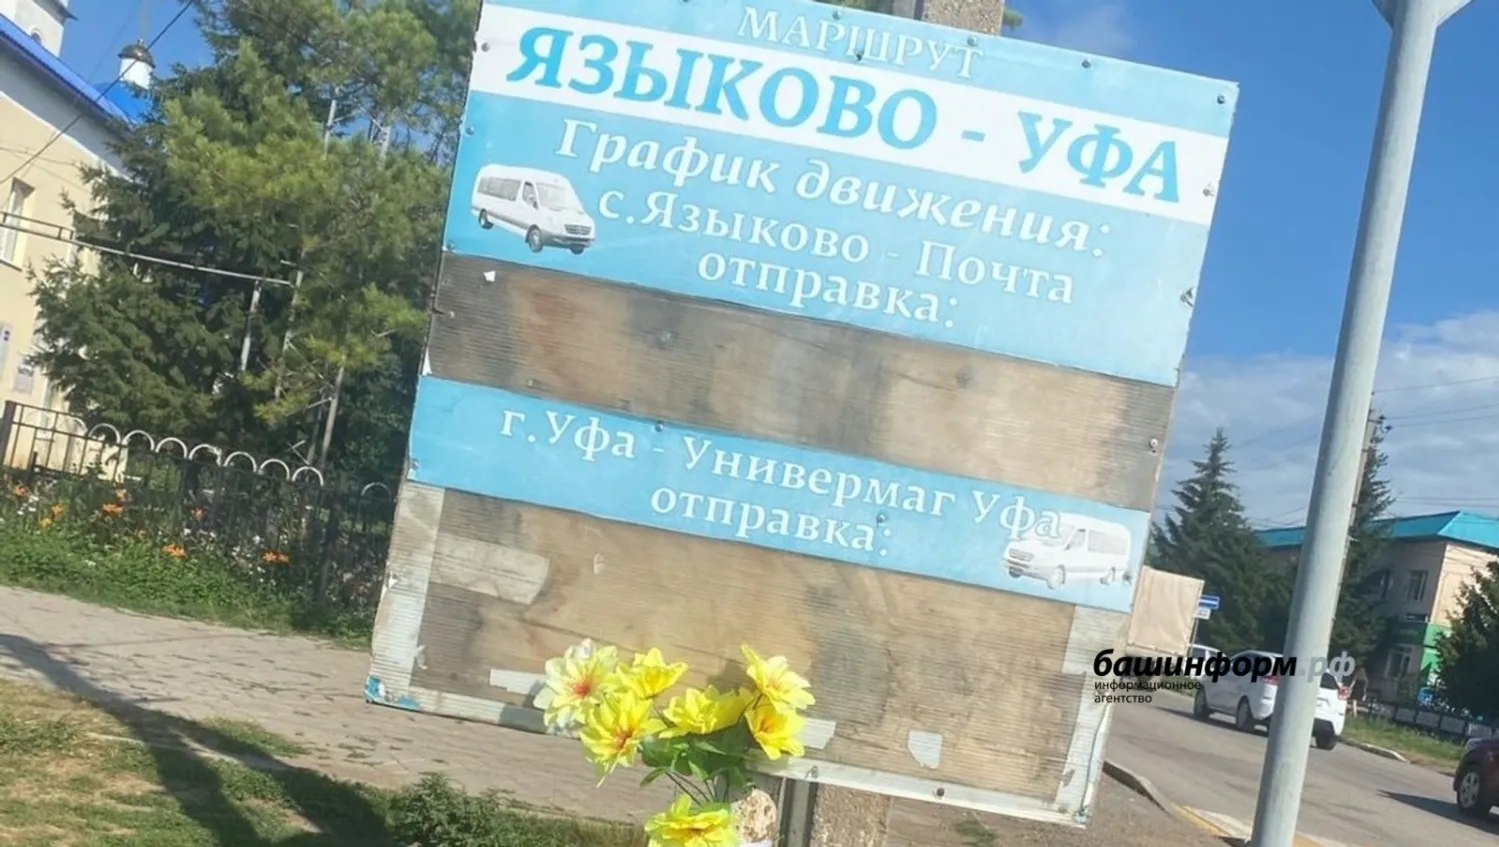 МАРШРУТ
ЯЗЫКОВО - УФА
График движения:
с.Языково - Почта
отправка:
г.Уфа - Универмаг Уфа
отправка:
башинформ.рф
информационное
агентство